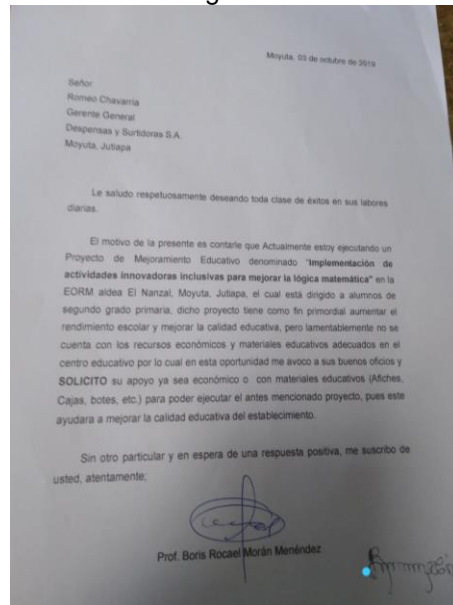 Moyuta, 03 de octubre de 2019
Señor
Romeo Chavarria
Gerente General
Despensas y Surtidoras S.A.
Moyuta, Jutiapa
Le saludo respetuosamente deseando toda clase de éxitos en sus labores
diarias.
El motivo de la presente es contarle que Actualmente estoy ejecutando un
Proyecto de Mejoramiento Educativo denominado "Implementación de
actividades innovadoras inclusivas para mejorar la lógica matemática" en la
EORM aldea El Nanzal, Moyuta, Jutiapa, el cual está dirigido a alumnos de
segundo grado primaria, dicho proyecto tiene como fin primordial aumentar el
rendimiento escolar y mejorar la calidad educativa, pero lamentablemente no se
cuenta con los recursos económicos y materiales educativos adecuados en el
centro educativo por lo cual en esta oportunidad me avoco a sus buenos oficios y
SOLICITO su apoyo ya sea económico o con materiales educativos (Afiches,
Cajas, botes, etc.) para poder ejecutar el antes mencionado proyecto, pues este
ayudara a mejorar la calidad educativa del establecimiento.
Sin otro particular y en espera de una respuesta positiva, me suscribo de
usted, atentamente;
Prof. Boris Rocael Morán Menéndez